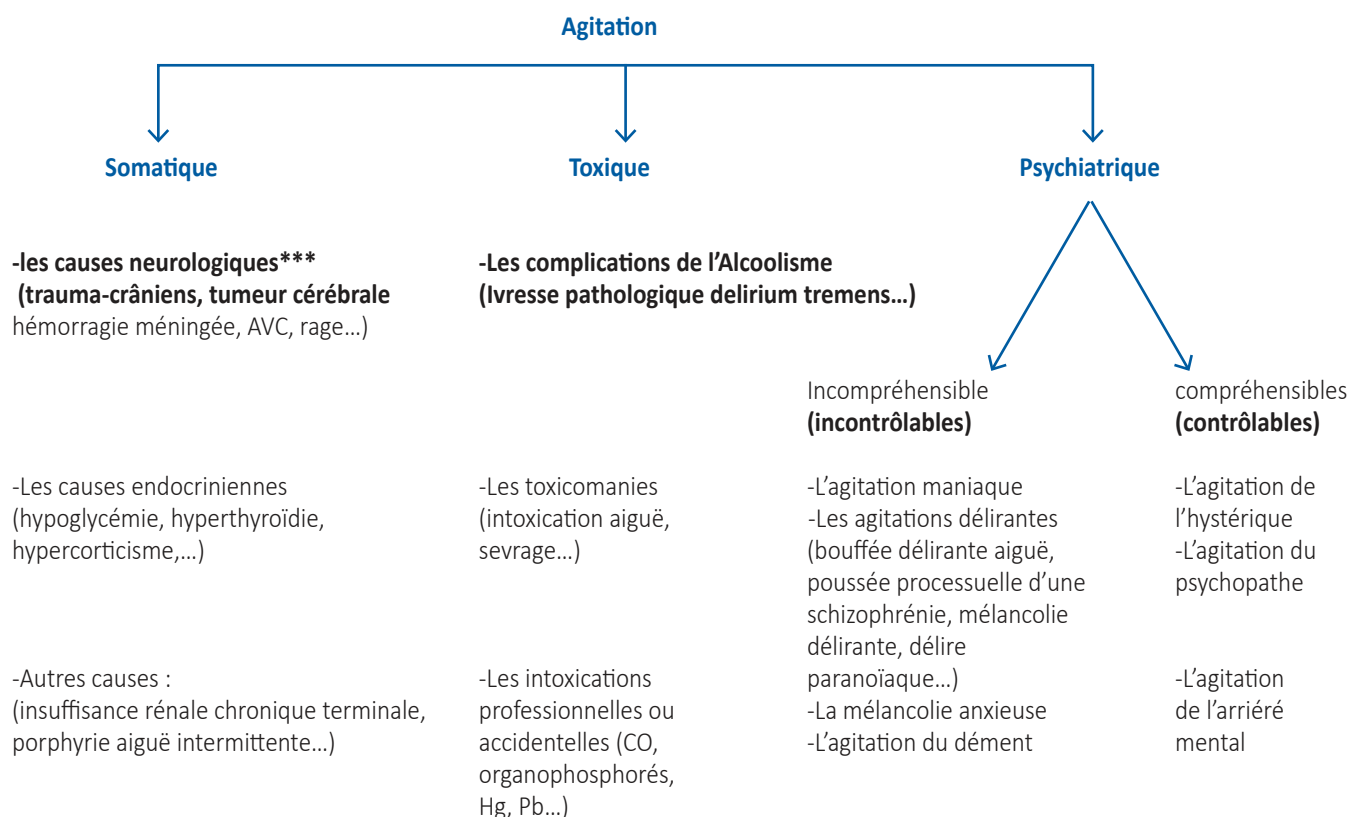 Agitation
Somatique
Toxique
Psychiatrique
-les causes neurologiques***
(trauma-crâniens, tumeur cérébrale
hémorragie méningée, AVC, rage…)
-Les complications de l’Alcoolisme
(Ivresse pathologique delirium tremens…)
Incompréhensible
(incontrôlables)
compréhensibles
(contrôlables)
-Les causes endocriniennes
(hypoglycémie, hyperthyroïdie,
hypercorticisme,…)
-Les toxicomanies
(intoxication aiguë,
sevrage…)
-L’agitation maniaque
-Les agitations délirantes
(bouffée délirante aiguë,
poussée processuelle d’une
schizophrénie, mélancolie
délirante, délire
paranoïaque…)
-La mélancolie anxieuse
-L’agitation du dément
-L’agitation de
l’hystérique
-L’agitation du
psychopathe
-L’agitation
de l’arriéré
mental
-Autres causes :
(insuffisance rénale chronique terminale,
porphyrie aiguë intermittente…)
-Les intoxications
professionnelles ou
accidentelles (CO,
organophosphorés,
Hg, Pb…)